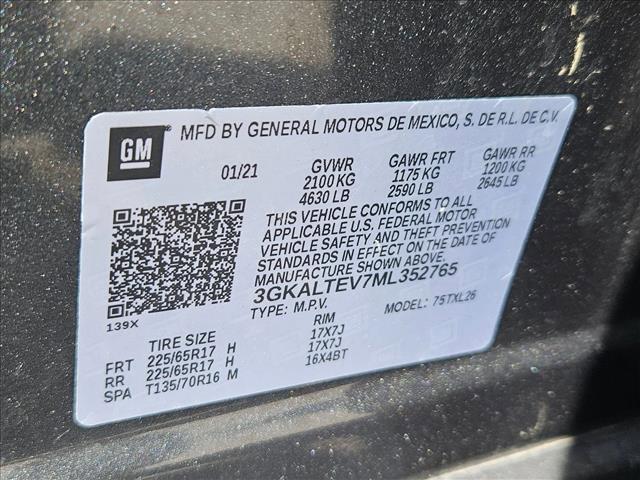 GM
MFD BY GENERAL MOTORS DE MEXICO, S. DE R.L. DE C.V.
01/21 GVWR GAWR FRT GAWR RR
2100 KG 1175 KG 1200 KG
4630 LB 2590 LB 2645 LB
THIS VEHICLE CONFORMS TO ALL
APPLICABLE U.S. FEDERAL MOTOR
VEHICLE SAFETY AND THEFT PREVENTION
STANDARDS IN EFFECT ON THE DATE OF
MANUFACTURE SHOWN ABOVE.
3GKALTEV7ML352765
TYPE: M.P.V. MODEL: 75TXL26
139X
TIRE SIZE RIM
FRT 225/65R17 H 17X7J
RR 225/65R17 H 17X7J
SPA T135/70R16 M 16X4BT